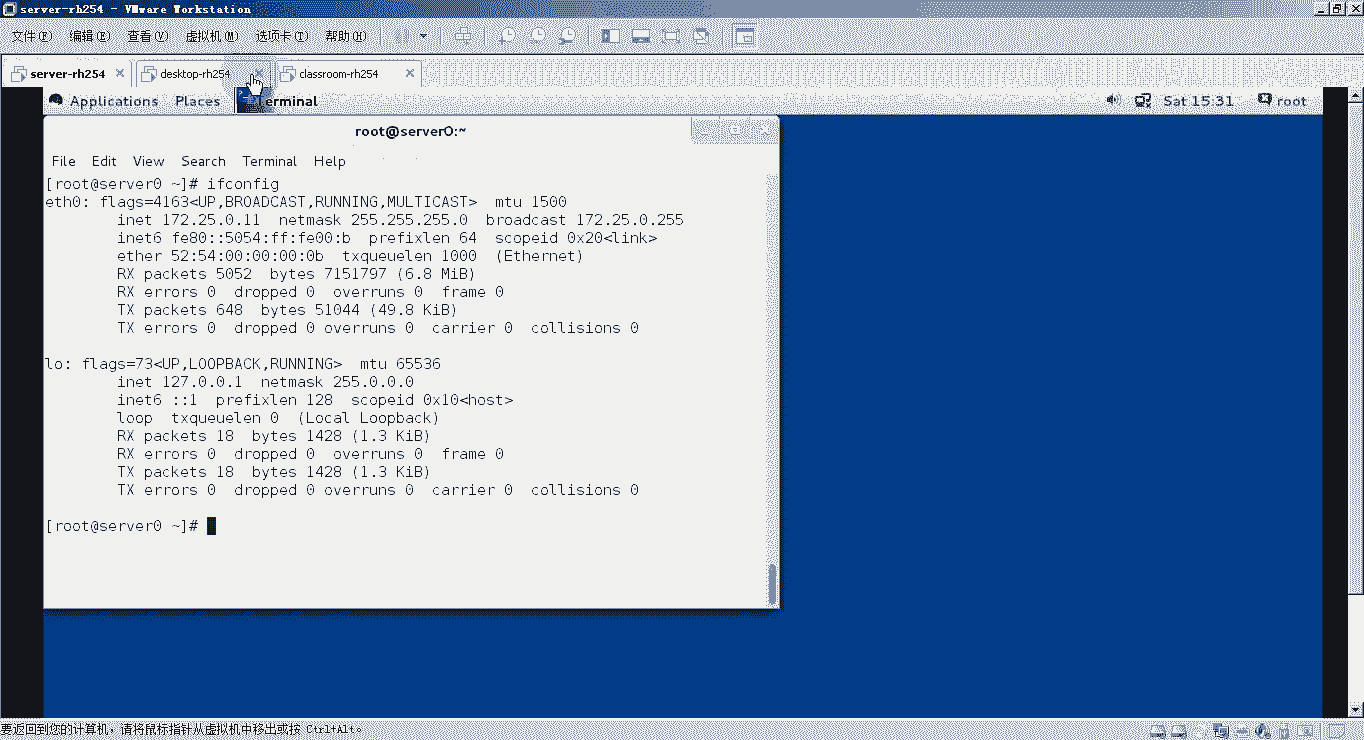 server-rh254 - VMware Workstation
文件(F) 编辑(E) 查看(V) 虚拟机(M) 选项卡(T) 帮助(H)
server-rh254 × desktop-rh254 × classroom-rh254 ×
Applications Places Terminal Sat 15:31 root
root@server0:~
File Edit View Search Terminal Help
[root@server0 ~]# ifconfig
eth0: flags=4163<UP,BROADCAST,RUNNING,MULTICAST>  mtu 1500
        inet 172.25.0.11  netmask 255.255.255.0  broadcast 172.25.0.255
        inet6 fe80::5054:ff:fe00:b  prefixlen 64  scopeid 0x20<link>
        ether 52:54:00:00:00:0b  txqueuelen 1000  (Ethernet)
        RX packets 5052  bytes 7151797 (6.8 MiB)
        RX errors 0  dropped 0  overruns 0  frame 0
        TX packets 648  bytes 51044 (49.8 KiB)
        TX errors 0  dropped 0 overruns 0  carrier 0  collisions 0
lo: flags=73<UP,LOOPBACK,RUNNING>  mtu 65536
        inet 127.0.0.1  netmask 255.0.0.0
        inet6 ::1  prefixlen 128  scopeid 0x10<host>
        loop  txqueuelen 0  (Local Loopback)
        RX packets 18  bytes 1428 (1.3 KiB)
        RX errors 0  dropped 0  overruns 0  frame 0
        TX packets 18  bytes 1428 (1.3 KiB)
        TX errors 0  dropped 0 overruns 0  carrier 0  collisions 0
[root@server0 ~]#
要返回到您的计算机，请将鼠标指针从虚拟机中移出或按 Ctrl+Alt。